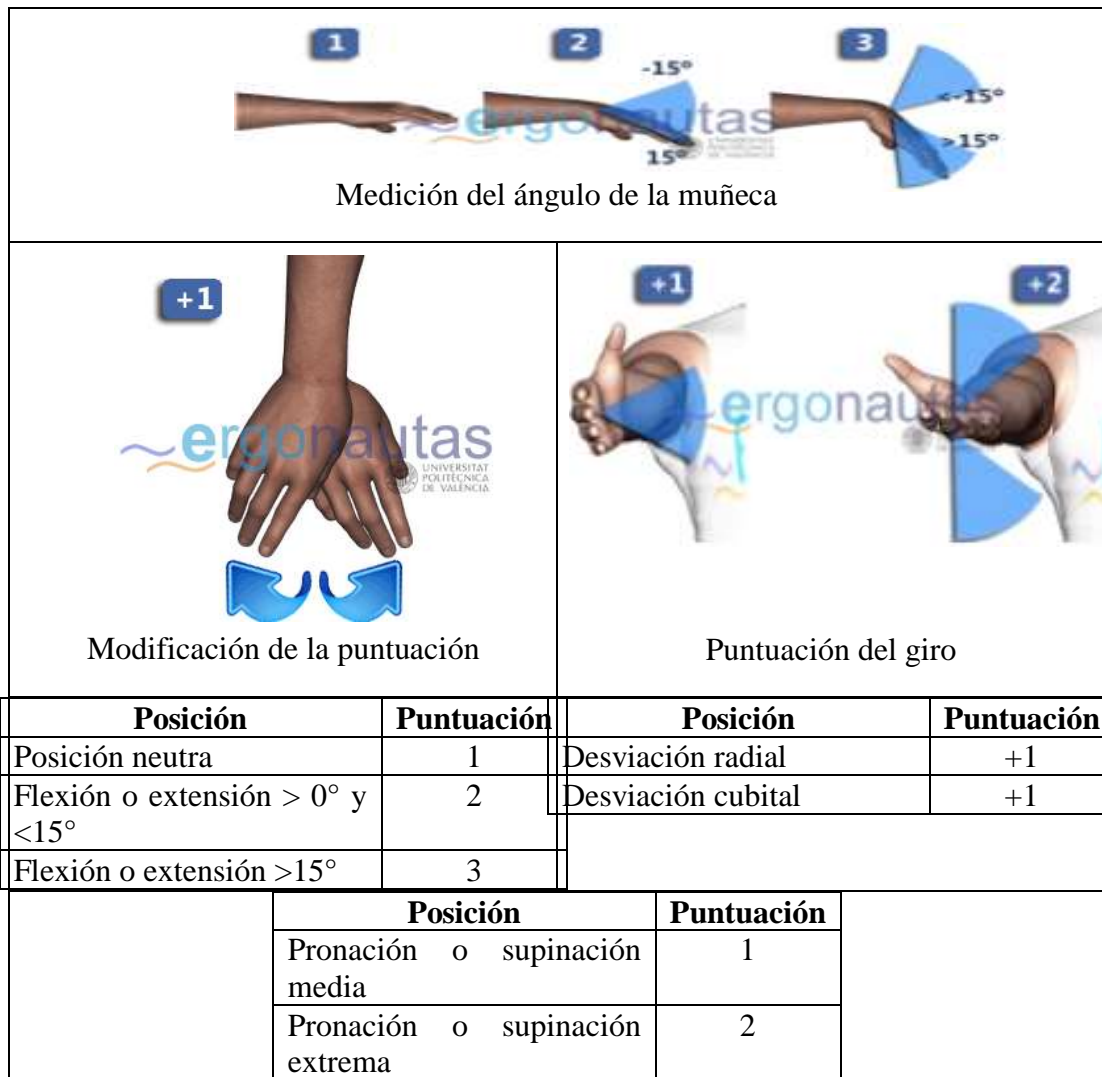 1 2 3
-15°
15°
<-15°
>15°
ergonautas
Medición del ángulo de la muñeca
+1
ergonautas
UNIVERSITAT
POLITÈCNICA
DE VALÈNCIA
Modificación de la puntuación
+1 +2
ergonau
Puntuación del giro
Posición Puntuación
Posición neutra 1
Flexión o extensión > 0° y
<15° 2
Flexión o extensión >15° 3
Posición Puntuación
Desviación radial +1
Desviación cubital +1
Posición Puntuación
Pronación o supinación
media 1
Pronación o supinación
extrema 2